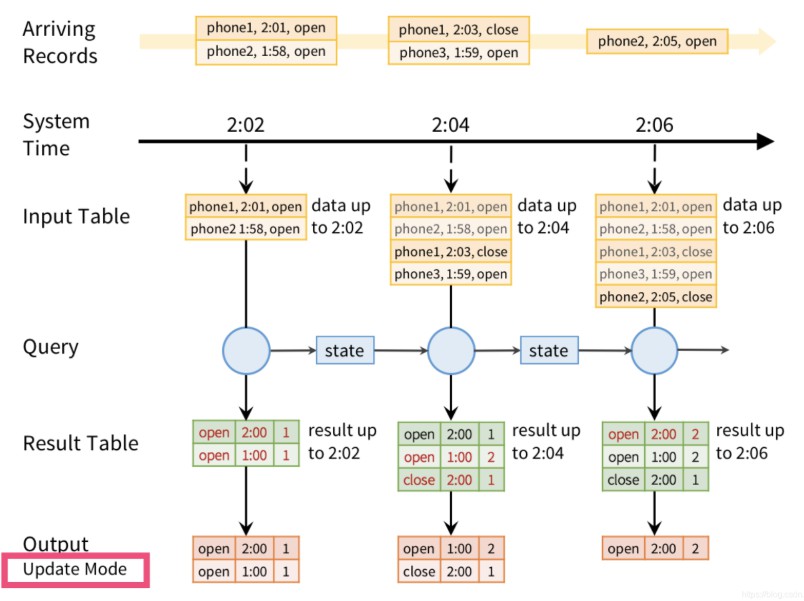 Arriving
Records
phone1, 2:01, open
phone2, 1:58, open
phone1, 2:03, close
phone3, 1:59, open
phone2, 2:05, open
System
Time
2:02
2:04
2:06
Input Table
phone1, 2:01, open
phone2 1:58, open
data up
to 2:02
phone1, 2:01, open
phone2, 1:58, open
phone1, 2:03, close
phone3, 1:59, open
data up
to 2:04
phone1, 2:01, open
phone2, 1:58, open
phone1, 2:03, close
phone3, 1:59, open
phone2, 2:05, close
data up
to 2:06
Query
state
state
Result Table
open 2:00 1
open 1:00 1
result up
to 2:02
open 2:00 1
open 1:00 2
close 2:00 1
result up
to 2:04
open 2:00 2
open 1:00 2
close 2:00 1
result up
to 2:06
Output
Update Mode
open 2:00 1
open 1:00 1
open 1:00 2
close 2:00 1
open 2:00 2